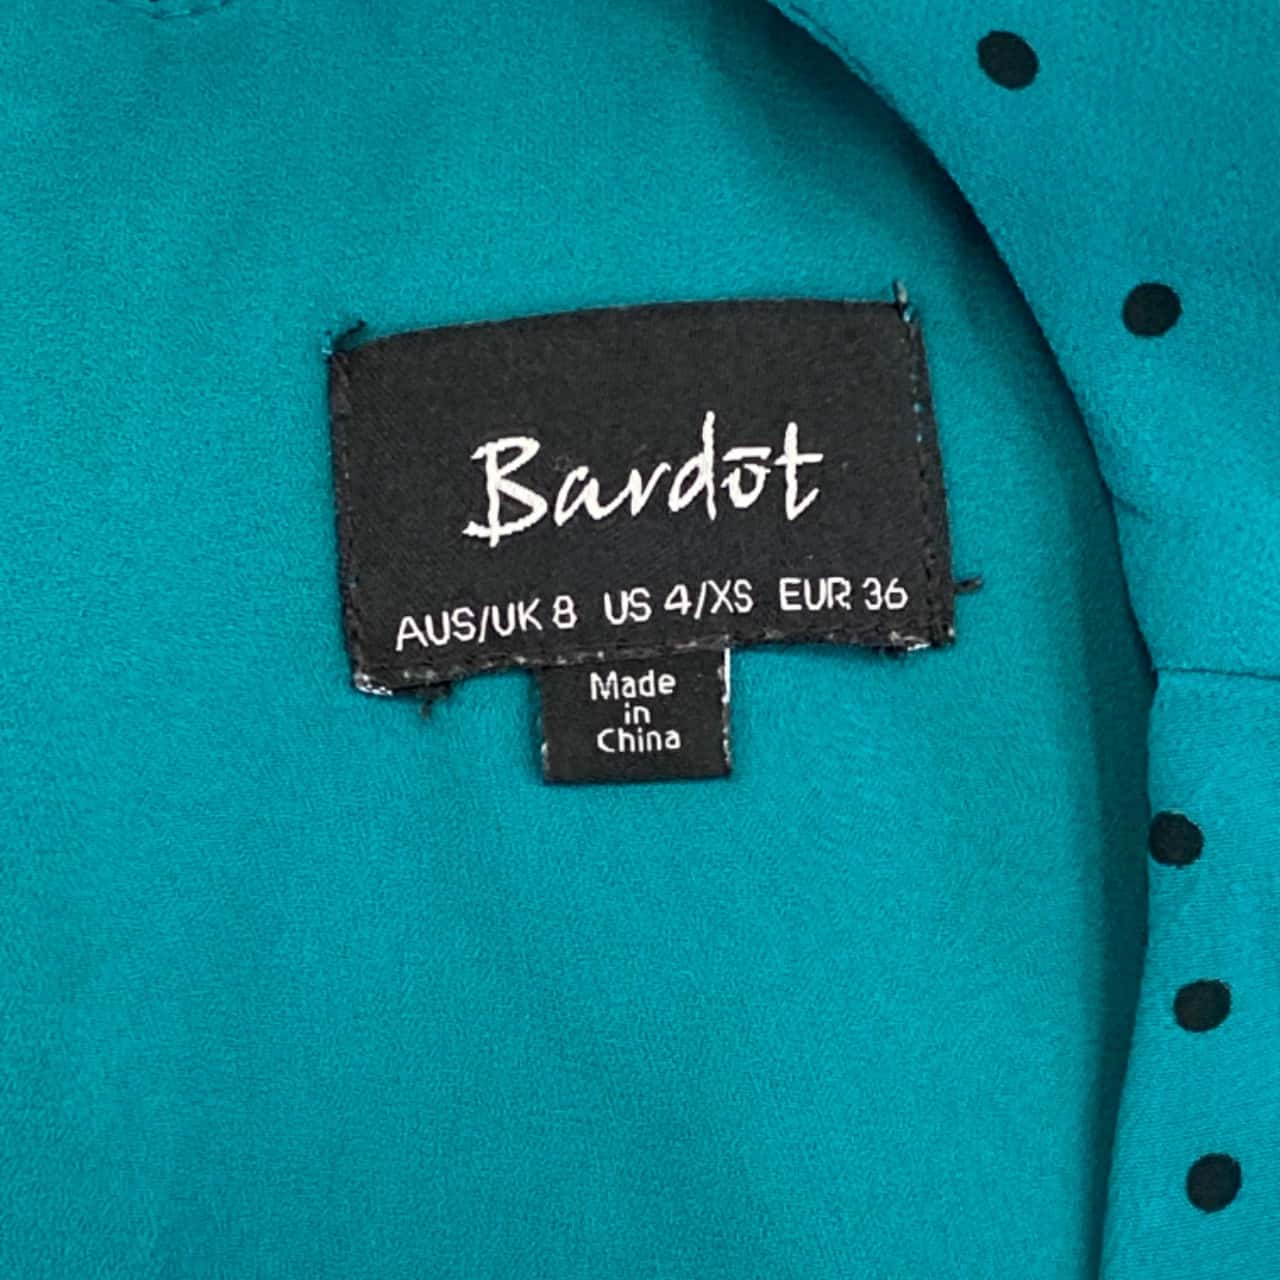 Bardōt
AUS/UK 8 US 4/XS EUR 36
Made
in
China